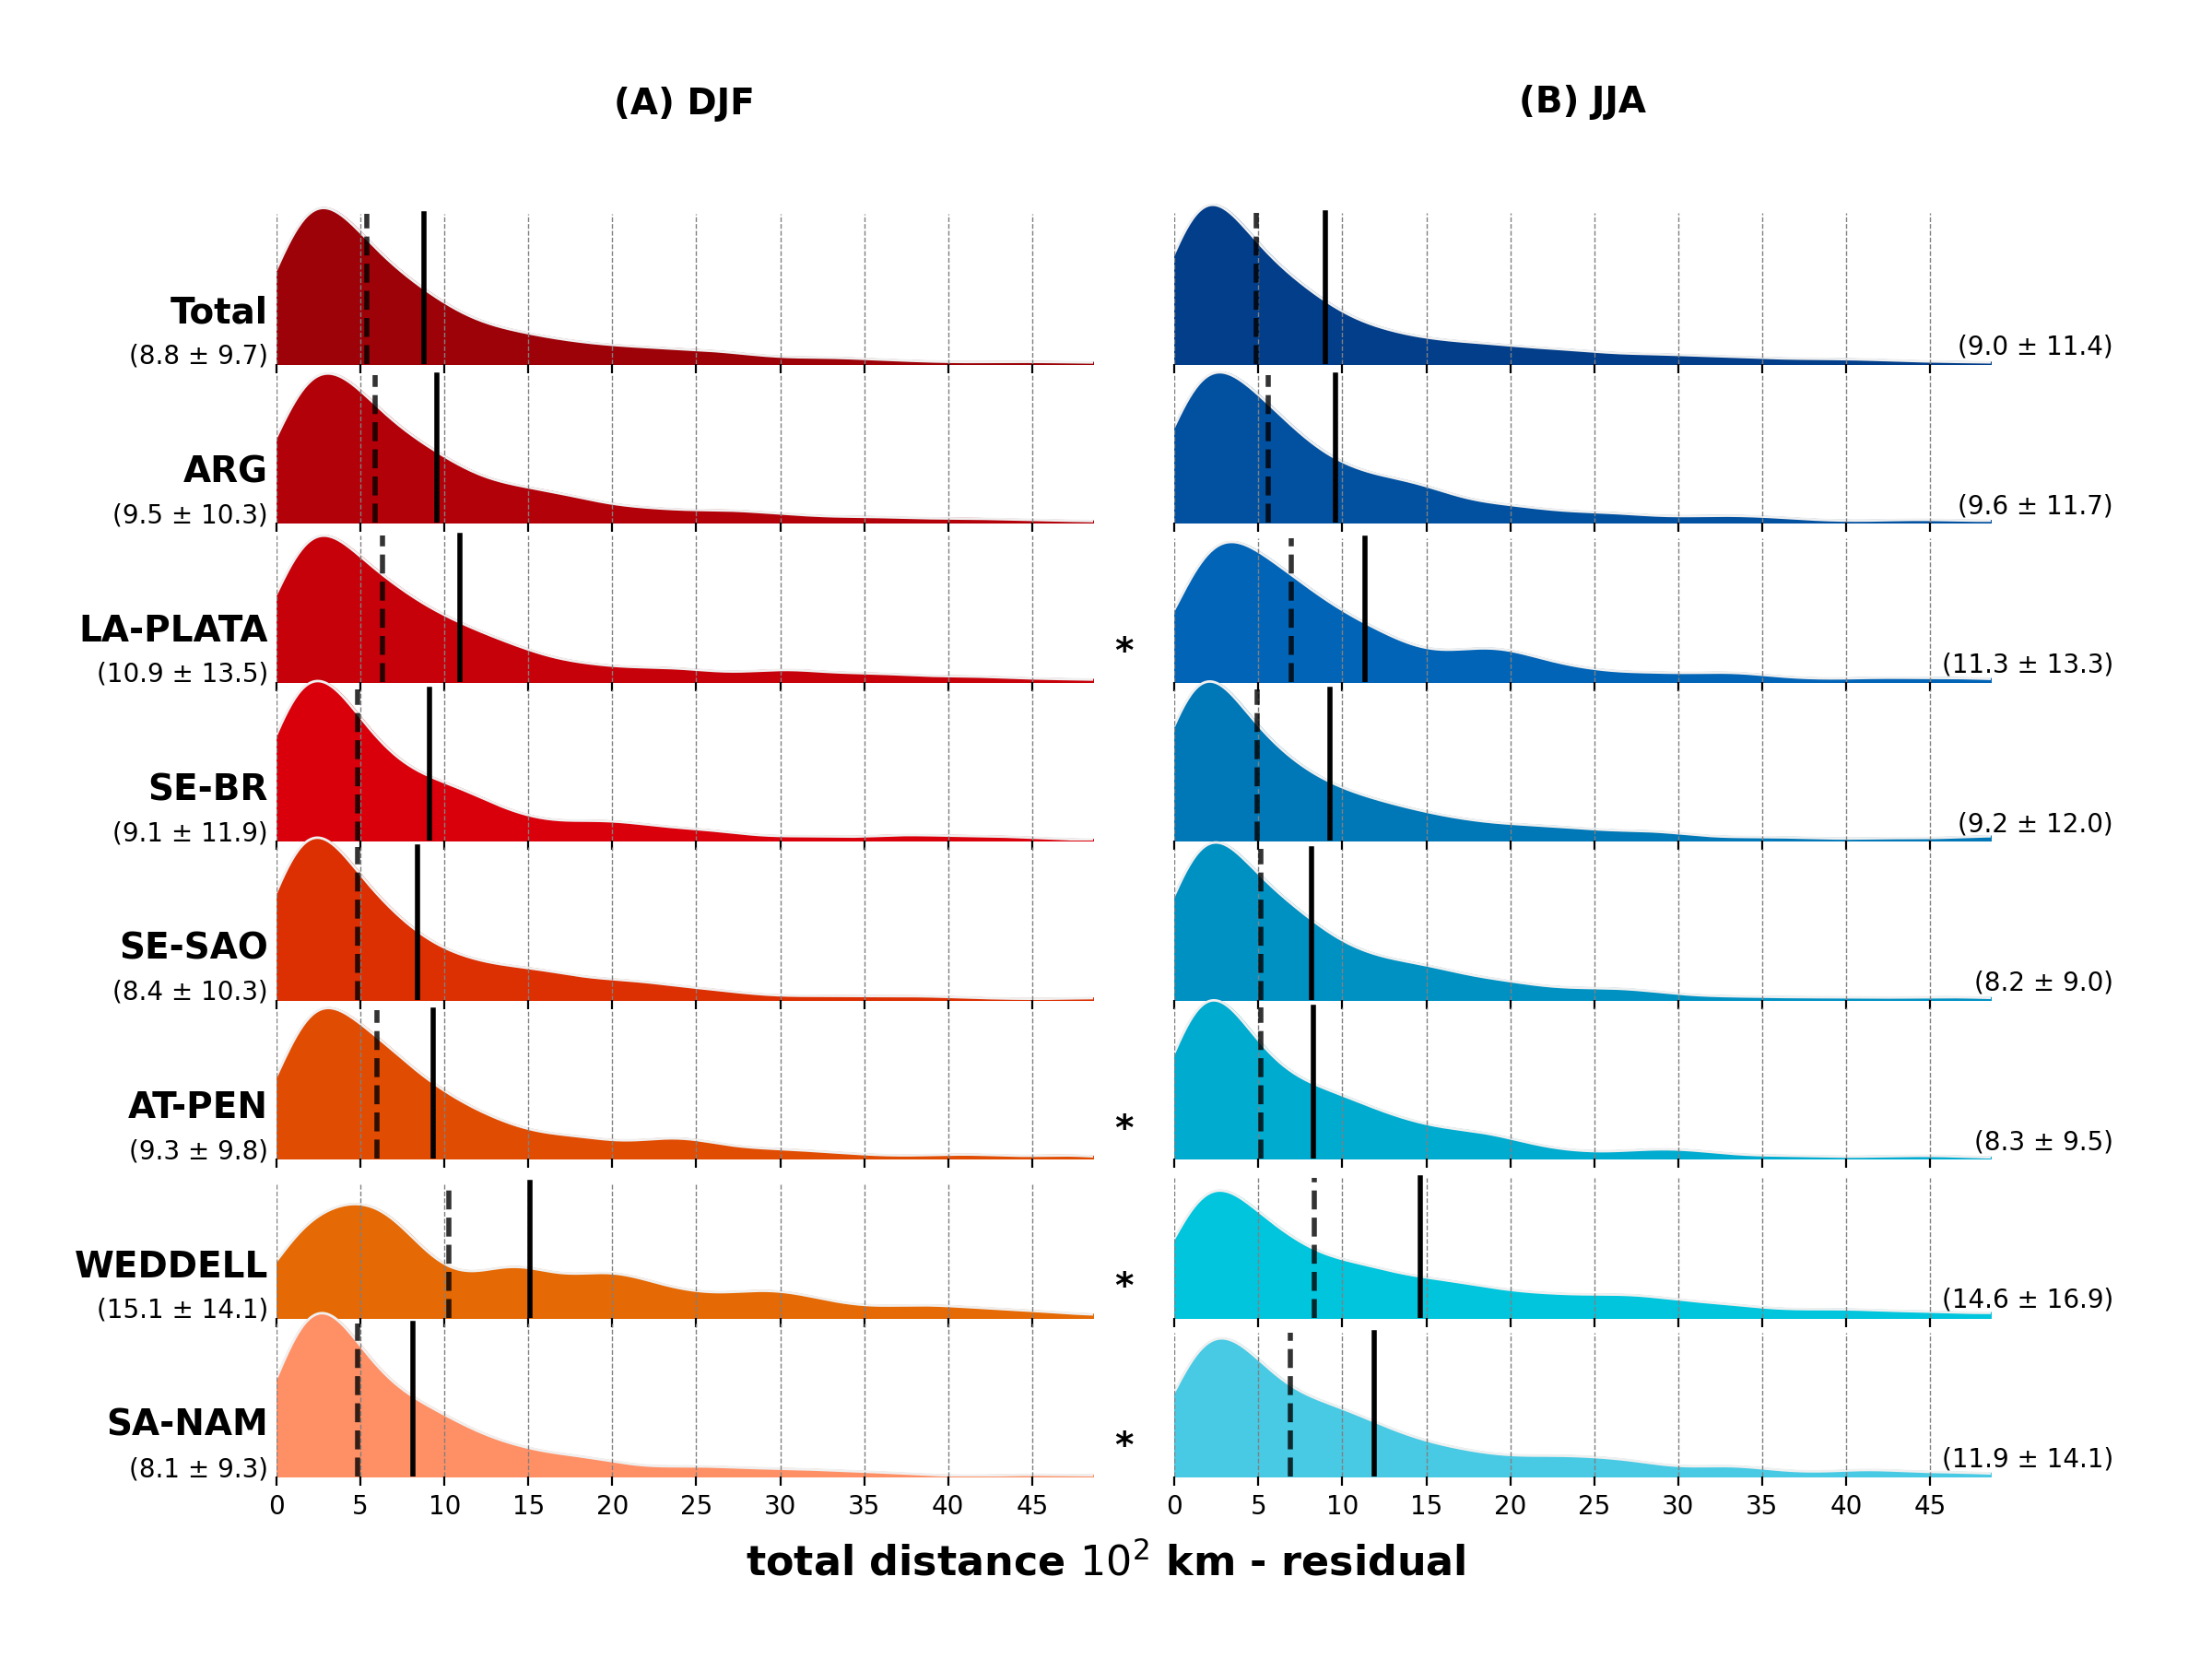 (A) DJF
(B) JJA
Total
(8.8 ± 9.7)
(9.0 ± 11.4)
ARG
(9.5 ± 10.3)
(9.6 ± 11.7)
LA-PLATA
*
(10.9 ± 13.5)
(11.3 ± 13.3)
SE-BR
(9.1 ± 11.9)
(9.2 ± 12.0)
SE-SAO
(8.4 ± 10.3)
(8.2 ± 9.0)
AT-PEN
*
(9.3 ± 9.8)
(8.3 ± 9.5)
WEDDELL
*
(15.1 ± 14.1)
(14.6 ± 16.9)
SA-NAM
*
(8.1 ± 9.3)
(11.9 ± 14.1)
0 5 10 15 20 25 30 35 40 45
0 5 10 15 20 25 30 35 40 45
total distance 10² km - residual